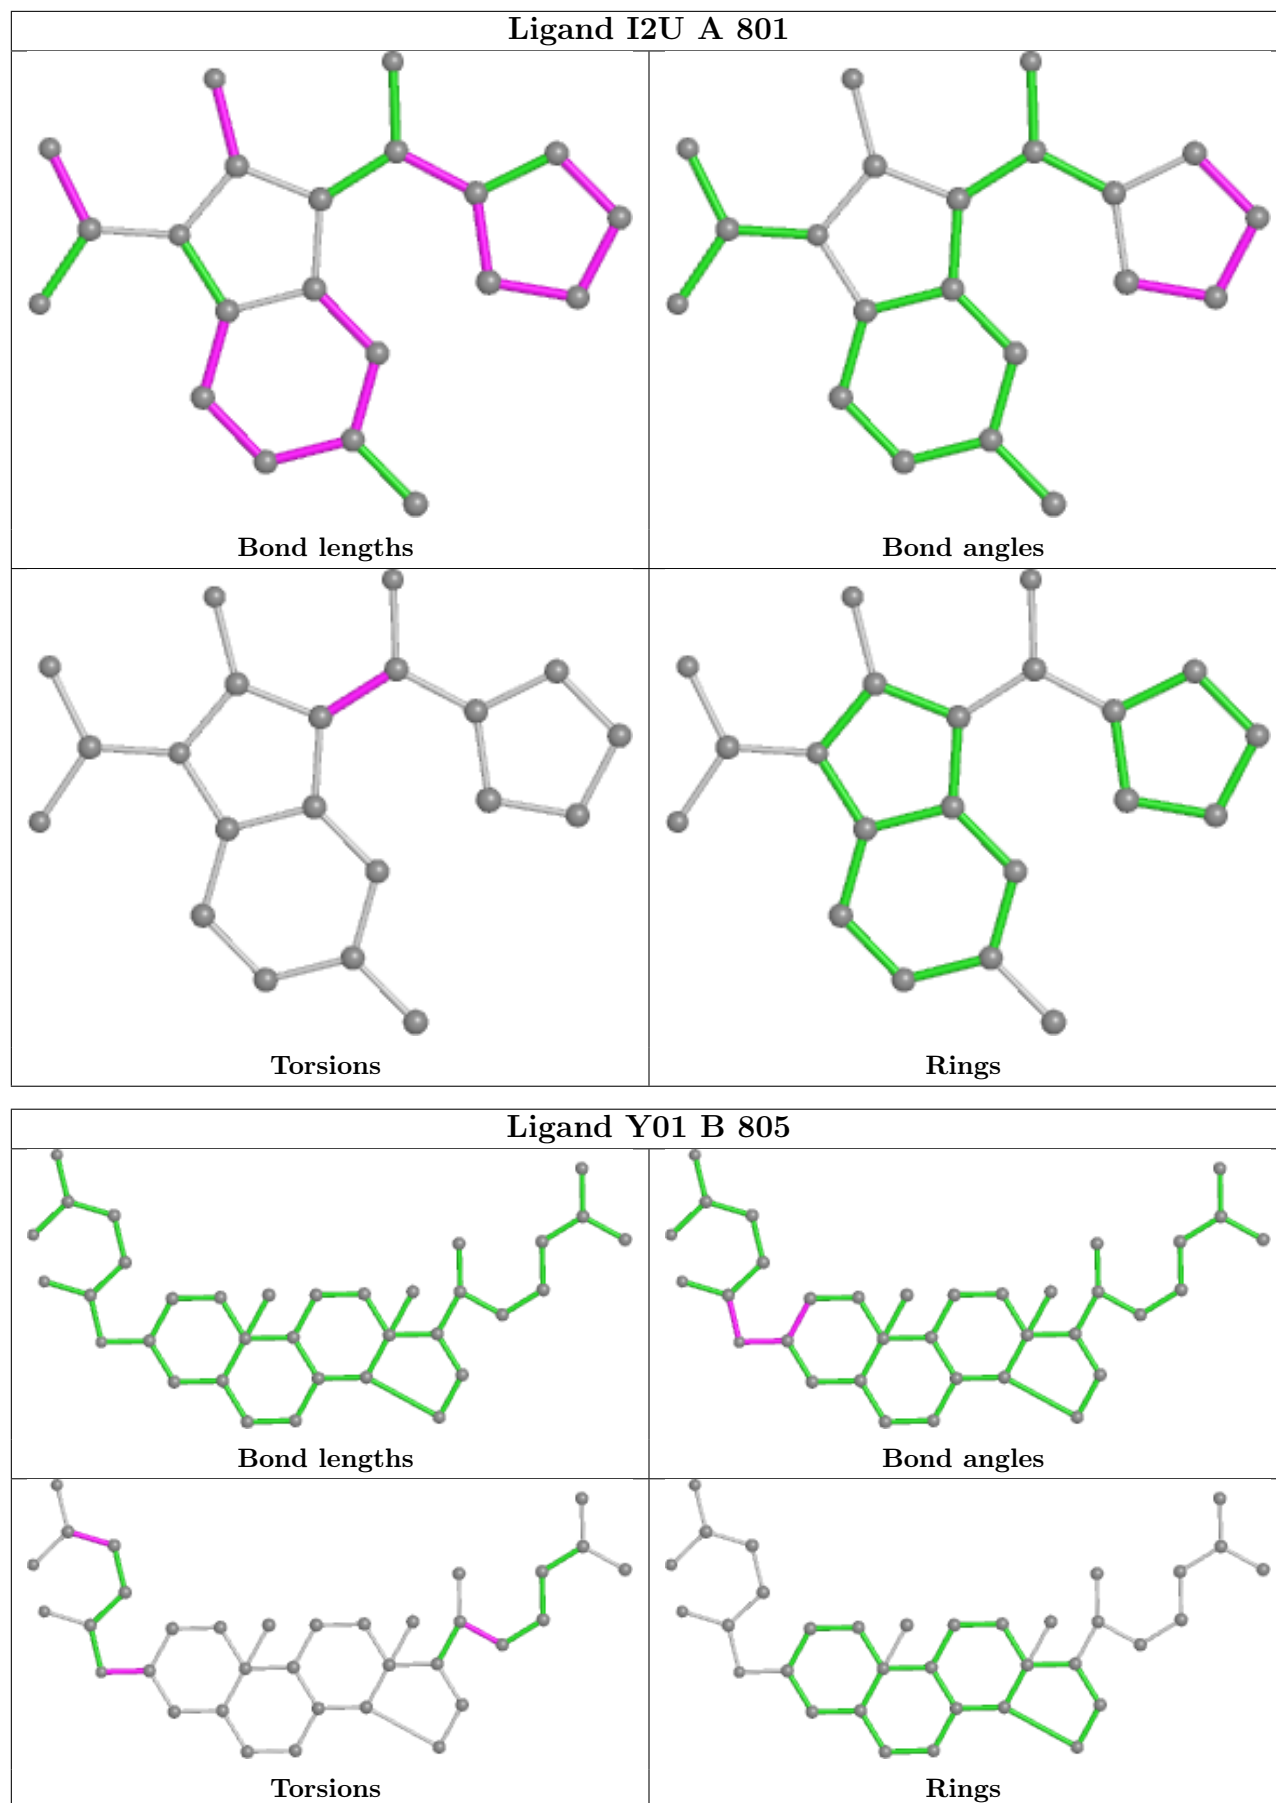 Ligand I2U A 801
Bond lengths
Bond angles
Torsions
Rings
Ligand Y01 B 805
Bond lengths
Bond angles
Torsions
Rings